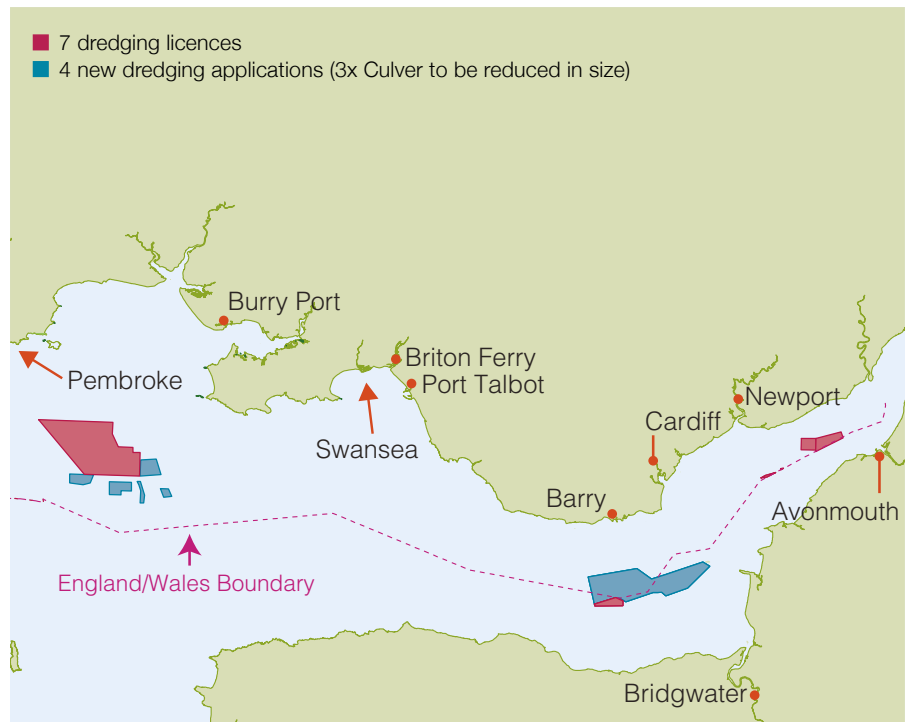 7 dredging licences
4 new dredging applications (3x Culver to be reduced in size)
Burry Port
Pembroke
Briton Ferry
Port Talbot
Swansea
Newport
Cardiff
Barry
Avonmouth
England/Wales Boundary
Bridgwater